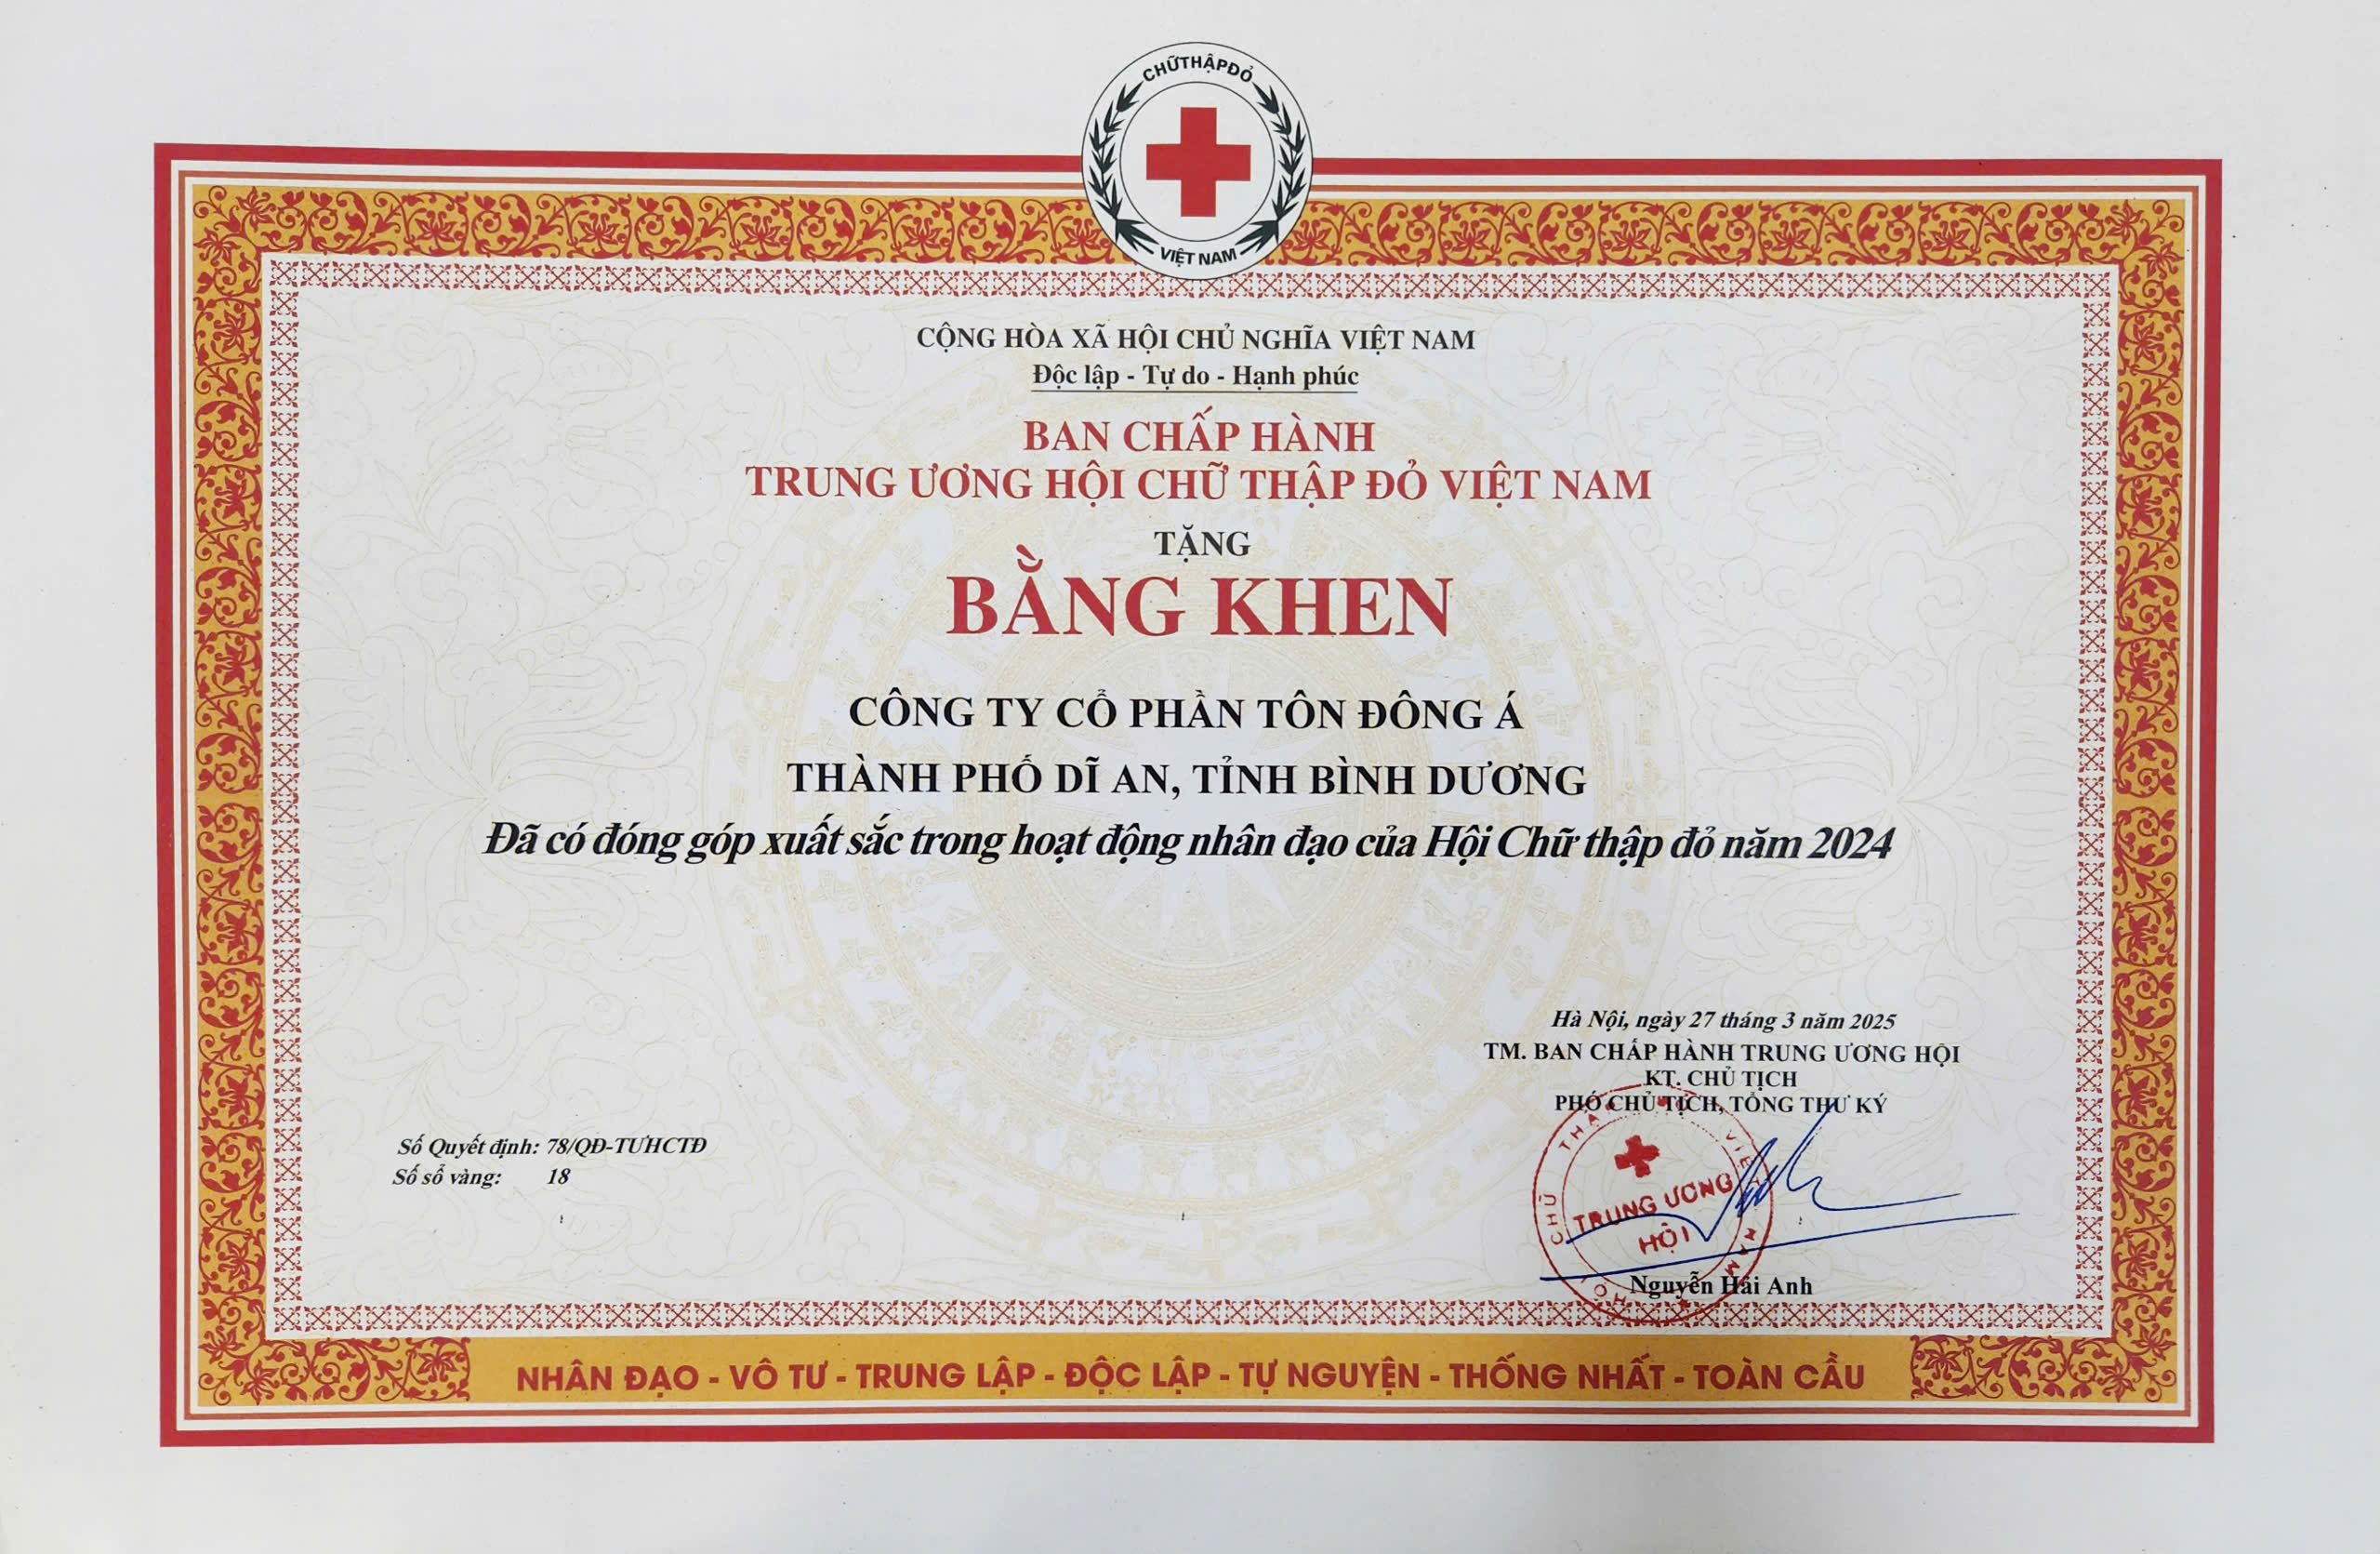 CHỮ THẬP ĐỎ
VIỆT NAM
CỘNG HÒA XÃ HỘI CHỦ NGHĨA VIỆT NAM
Độc lập - Tự do - Hạnh phúc
BAN CHẤP HÀNH
TRUNG ƯƠNG HỘI CHỮ THẬP ĐỎ VIỆT NAM
TẶNG
BẰNG KHEN
CÔNG TY CỔ PHẦN TÔN ĐÔNG Á
THÀNH PHỐ DĨ AN, TỈNH BÌNH DƯƠNG
Đã có đóng góp xuất sắc trong hoạt động nhân đạo của Hội Chữ thập đỏ năm 2024
Hà Nội, ngày 27 tháng 3 năm 2025
TM. BAN CHẤP HÀNH TRUNG ƯƠNG HỘI
KT. CHỦ TỊCH
PHÓ CHỦ TỊCH, TỔNG THƯ KÝ
Số Quyết định: 78/QĐ-TƯHCTĐ
Số sổ vàng: 18
HỘI CHỮ THẬP VIỆT NAM
TRUNG ƯƠNG
HỘI
Nguyễn Hải Anh
NHÂN ĐẠO - VÔ TƯ - TRUNG LẬP - ĐỘC LẬP - TỰ NGUYỆN - THỐNG NHẤT - TOÀN CẦU